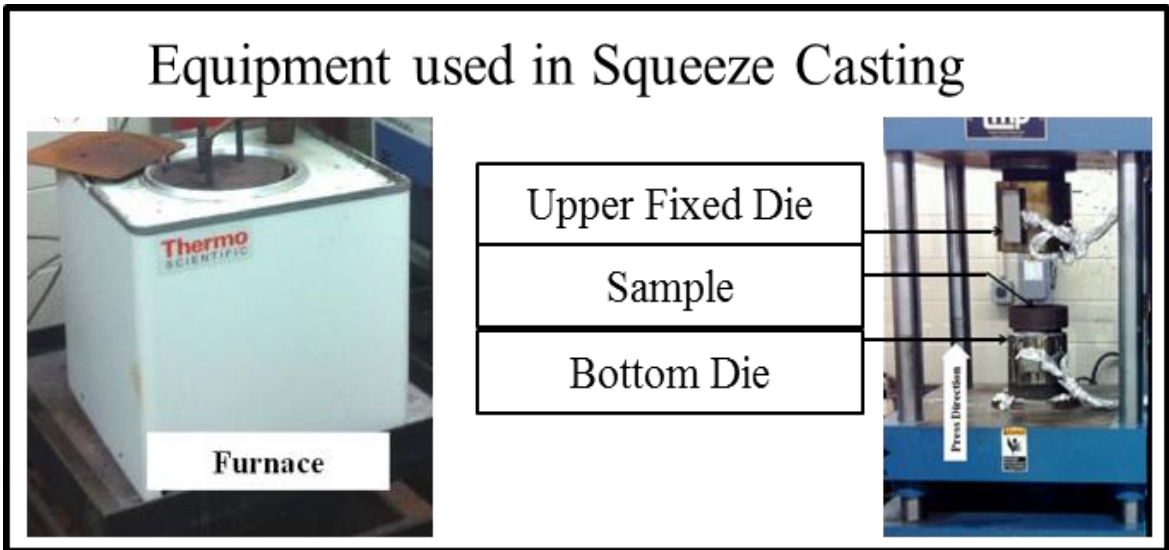 Equipment used in Squeeze Casting
Thermo
SCIENTIFIC
Furnace
Upper Fixed Die
Sample
Bottom Die
Press Direction